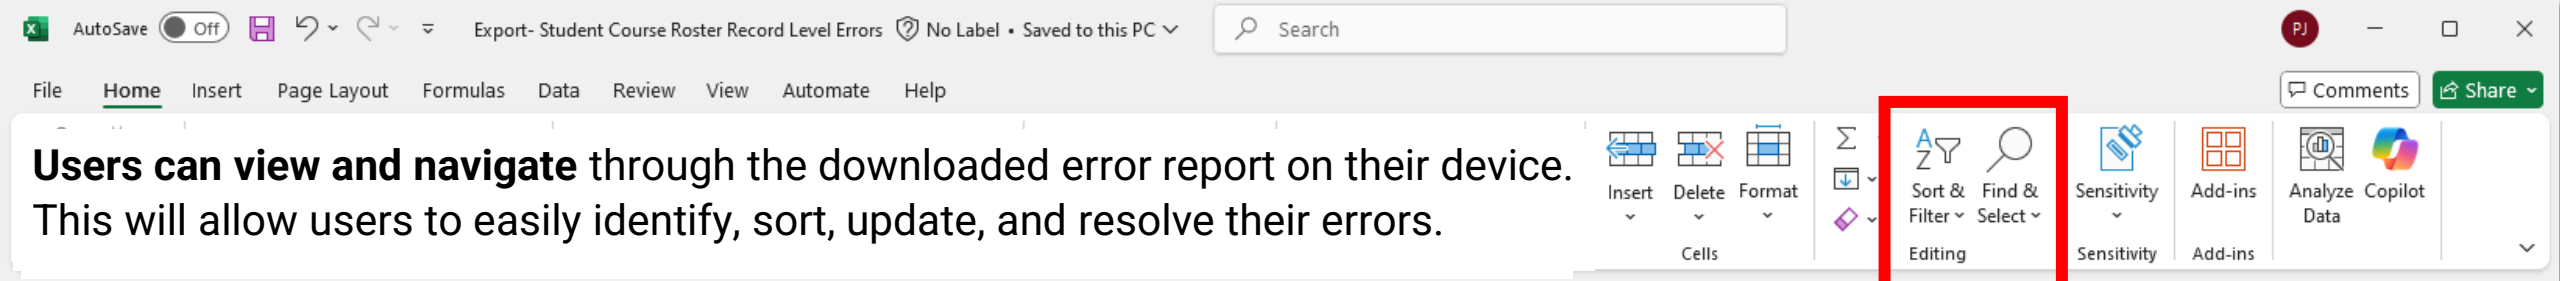 AutoSave Off Export- Student Course Roster Record Level Errors No Label • Saved to this PC Search PJ
File Home Insert Page Layout Formulas Data Review View Automate Help Comments Share
Users can view and navigate through the downloaded error report on their device.
This will allow users to easily identify, sort, update, and resolve their errors.
Insert Delete Format Sort & Find & Sensitivity Add-ins Analyze Copilot
Filter Select Data
Cells Editing Sensitivity Add-ins